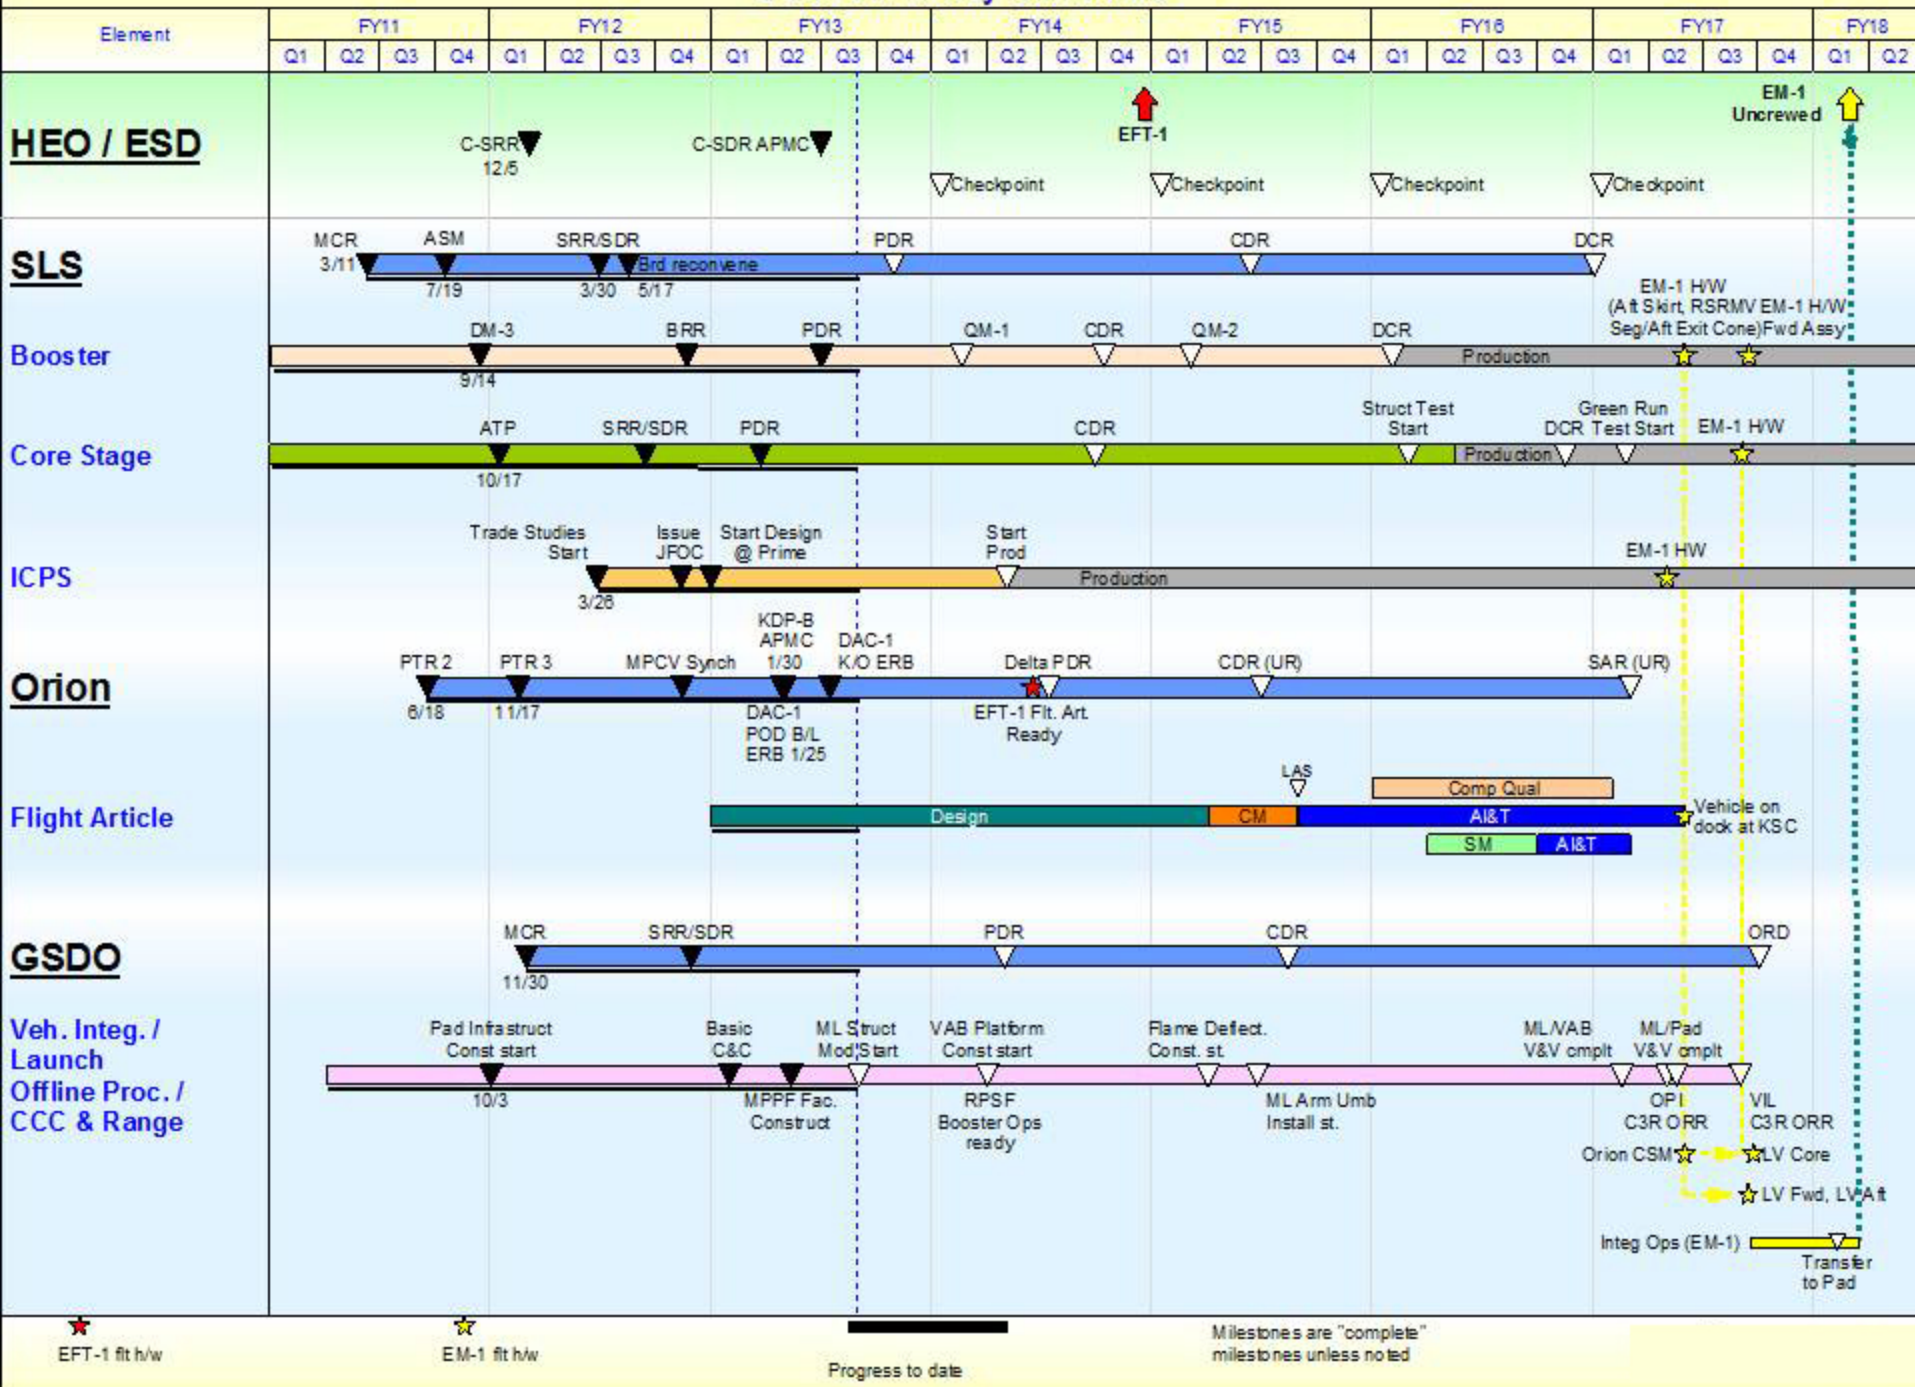 Element
FY11 FY12 FY13 FY14 FY15 FY16 FY17 FY18
Q1 Q2 Q3 Q4 Q1 Q2 Q3 Q4 Q1 Q2 Q3 Q4 Q1 Q2 Q3 Q4 Q1 Q2 Q3 Q4 Q1 Q2 Q3 Q4 Q1 Q2 Q3 Q4 Q1 Q2
HEO / ESD
C-SRR
12/5
C-SDR APMC
EFT-1
EM-1
Uncrewed
Checkpoint
Checkpoint
Checkpoint
Checkpoint
SLS
MCR
3/11
ASM
7/19
SRR/SDR
3/30
Brd reconvene
5/17
PDR
CDR
DCR
Booster
DM-3
9/14
BRR
PDR
QM-1
CDR
QM-2
DCR
Production
EM-1 H/W
(Aft Skirt, RSRMV
Seg/Aft Exit Cone)
EM-1 H/W
Fwd Assy
Core Stage
ATP
10/17
SRR/SDR
PDR
CDR
Struct Test
Start
Production
DCR
Green Run
Test Start
EM-1 H/W
ICPS
Trade Studies
Start
3/26
Issue
JFOC
Start Design
@ Prime
Start
Prod
Production
EM-1 HW
Orion
PTR 2
6/18
PTR 3
11/17
MPCV Synch
KDP-B
APMC
1/30
DAC-1
K/O ERB
DAC-1
POD B/L
ERB 1/25
Delta PDR
EFT-1 Flt. Art.
Ready
CDR (UR)
SAR (UR)
Flight Article
LAS
Comp Qual
Design
CM
AI&T
Vehicle on
dock at KSC
SM
AI&T
GSDO
MCR
11/30
SRR/SDR
PDR
CDR
ORD
Veh. Integ. /
Launch
Offline Proc. /
CCC & Range
Pad Infrastruct
Const start
10/3
Basic
C&C
MPPF Fac.
Construct
ML Struct
Mod Start
VAB Platform
Const start
RPSF
Booster Ops
ready
Flame Deflect.
Const. st.
ML Arm Umb
Install st.
ML/VAB
V&V cmplt
ML/Pad
V&V cmplt
OPI
C3R ORR
VIL
C3R ORR
Orion CSM
LV Core
LV Fwd, LV Aft
Integ Ops (EM-1)
Transfer
to Pad
EFT-1 flt h/w
EM-1 flt h/w
Progress to date
Milestones are "complete"
milestones unless noted